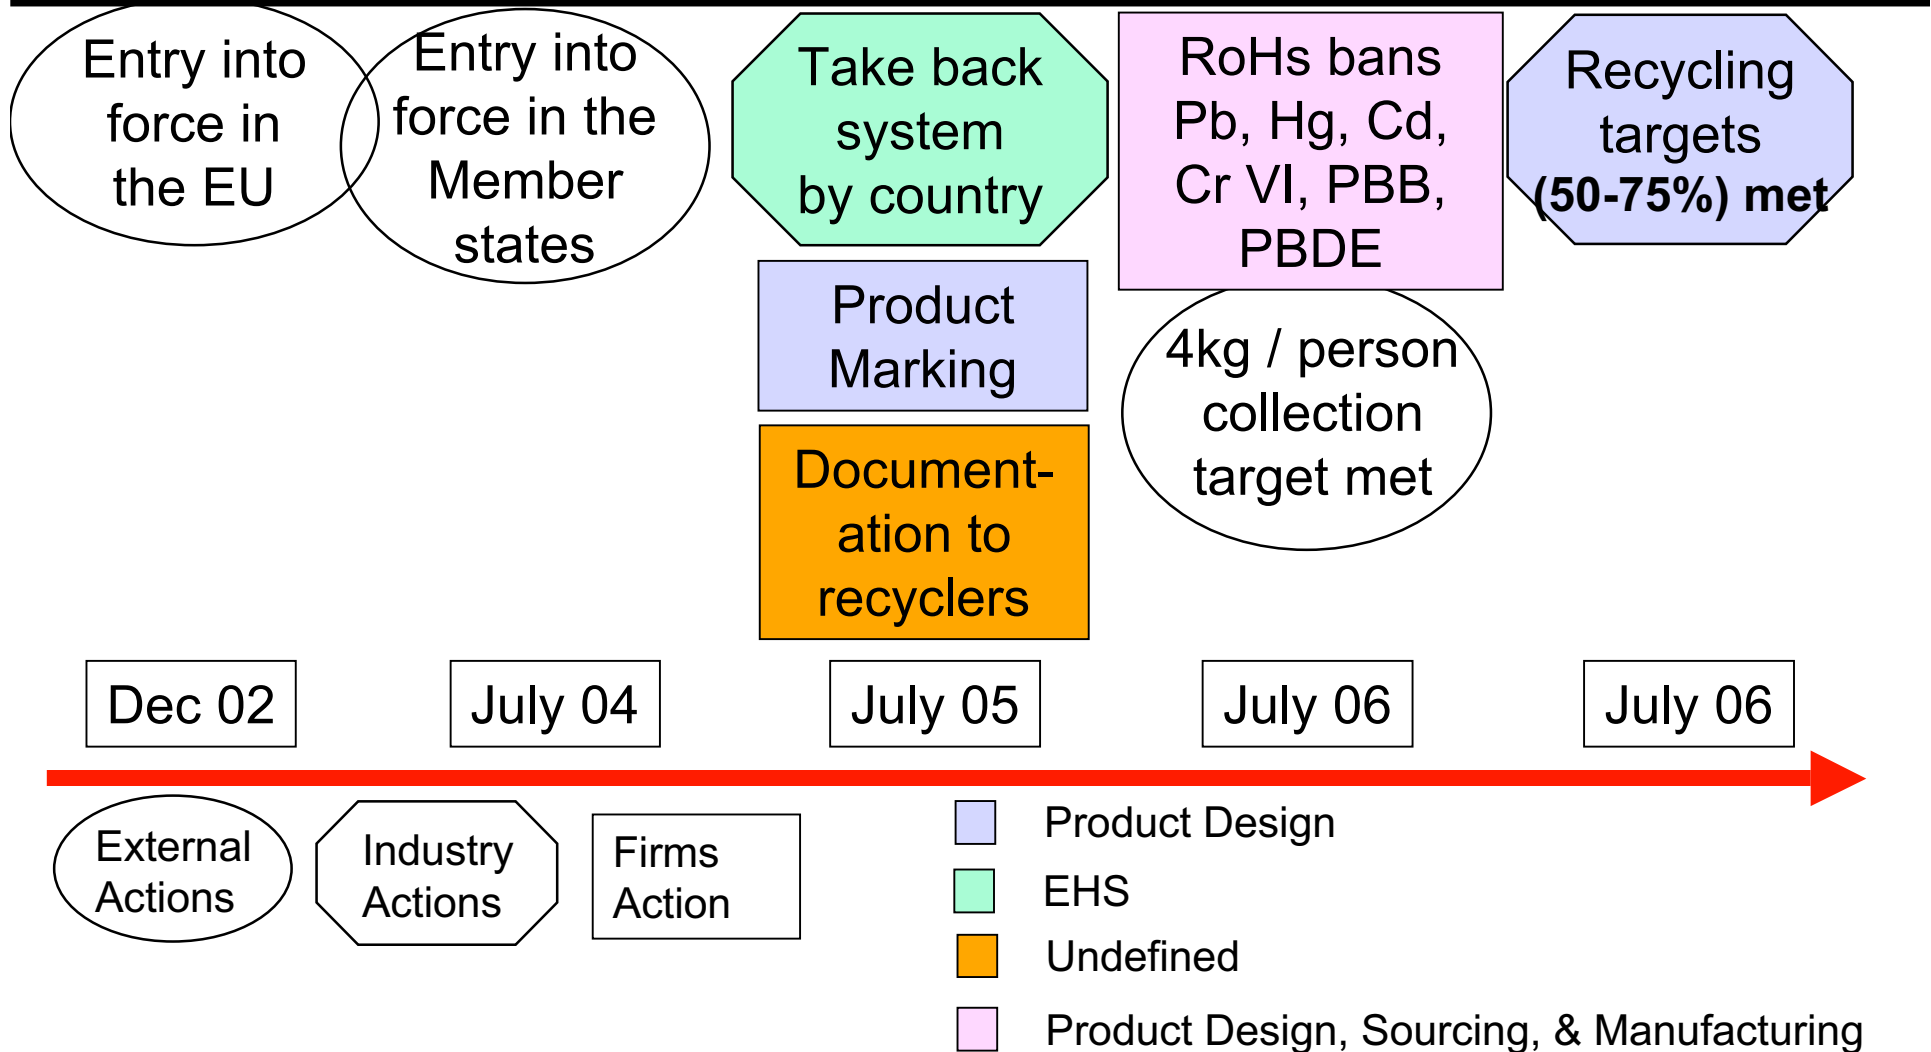 Entry into
force in
the EU
Entry into
force in the
Member
states
Take back
system
by country
RoHs bans
Pb, Hg, Cd,
Cr VI, PBB,
PBDE
Recycling
targets
(50-75%) met
Product
Marking
4kg / person
collection
target met
Document-
ation to
recyclers
Dec 02
July 04
July 05
July 06
July 06
External
Actions
Industry
Actions
Firms
Action
Product Design
EHS
Undefined
Product Design, Sourcing, & Manufacturing